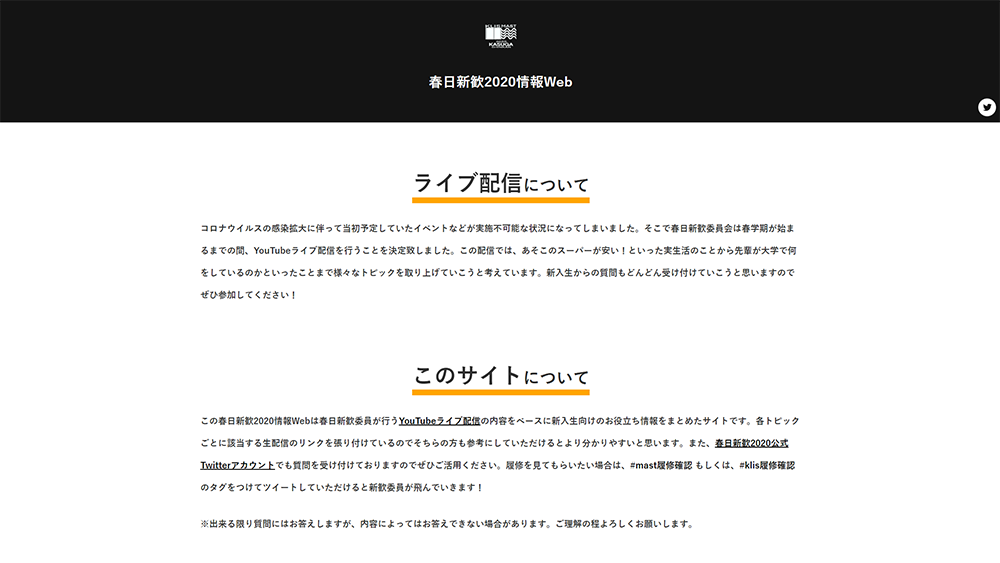 KLIS MAST
KASUGA
春日新歓2020情報Web
ライブ配信について
コロナウイルスの感染拡大に伴って当初予定していたイベントなどが実施不可能な状況になってしまいました。そこで春日新歓委員会は春学期が始ま
るまでの間、YouTubeライブ配信を行うことを決定致しました。この配信では、あそこのスーパーが安い！といった実生活のことから先輩が大学で何
をしているのかといったことまで様々なトピックを取り上げていこうと考えています。新入生からの質問もどんどん受け付けていこうと思いますので
ぜひ参加してください！
このサイトについて
この春日新歓2020情報Webは春日新歓委員が行うYouTubeライブ配信の内容をベースに新入生向けのお役立ち情報をまとめたサイトです。各トピック
ごとに該当する生配信のリンクを張り付けているのでそちらの方も参考にしていただけるとより分かりやすいと思います。また、春日新歓2020公式
Twitterアカウントでも質問を受け付けておりますのでぜひご活用ください。履修を見てもらいたい場合は、#mast履修確認 もしくは、#klis履修確認
のタグをつけてツイートしていただけると新歓委員が飛んでいきます！
※出来る限り質問にはお答えしますが、内容によってはお答えできない場合があります。ご理解の程よろしくお願いします。